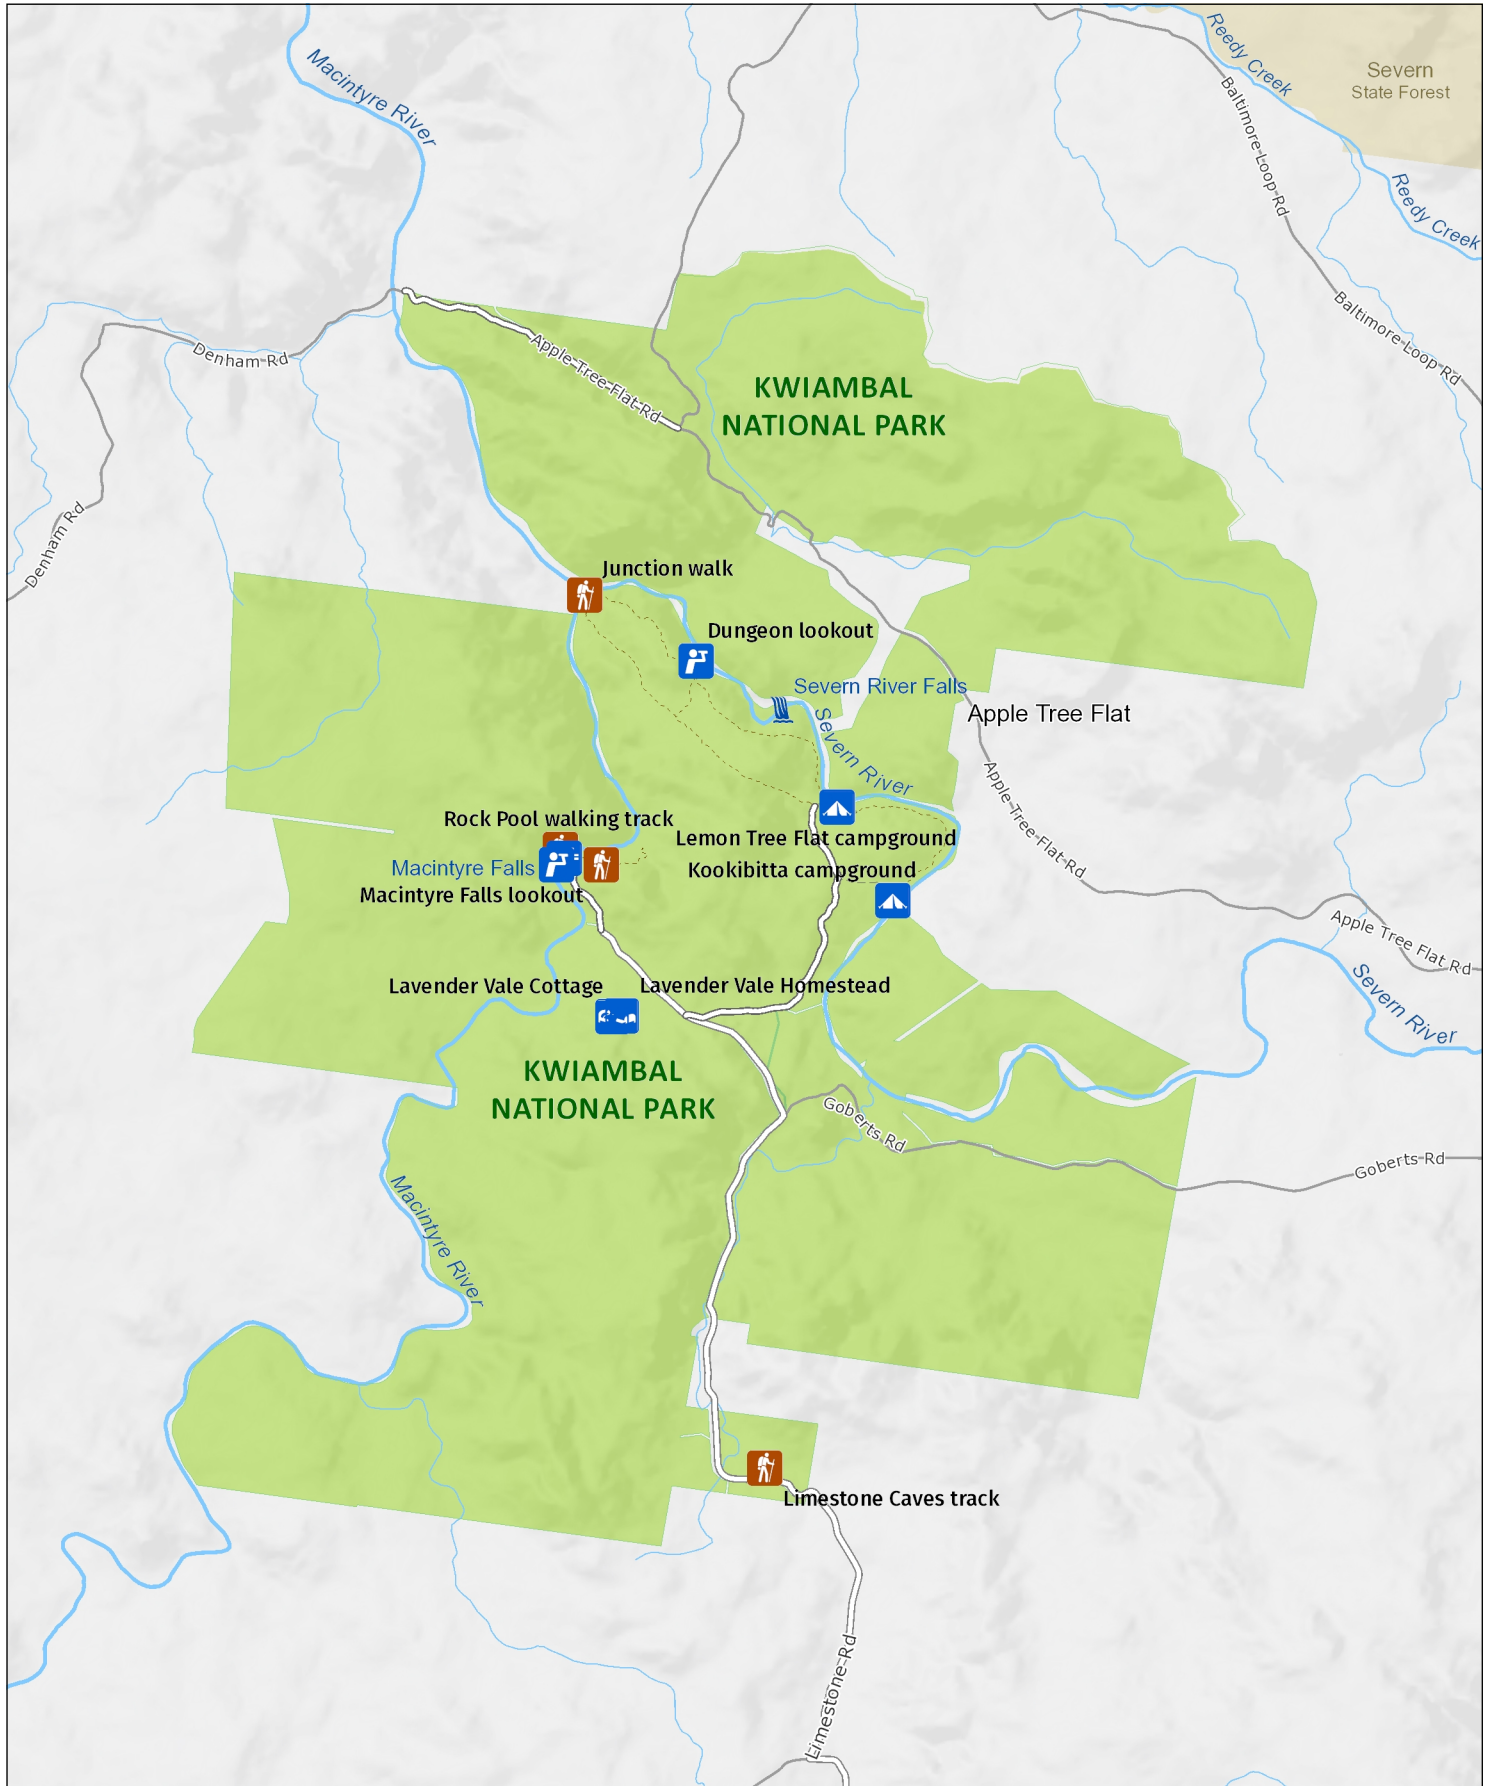 Reedy Creek
Severn
State Forest
Macintyre River
Baltimore Loop Rd
Reedy Creek
Baltimore Loop Rd
Denham Rd
Apple Tree Flat Rd
KWIAMBAL
NATIONAL PARK
Denham Rd
Junction walk
Dungeon lookout
Severn River Falls
Apple Tree Flat
Severn River
Apple Tree Flat Rd
Rock Pool walking track
Lemon Tree Flat campground
Macintyre Falls
Kookibitta campground
Macintyre Falls lookout
Apple Tree Flat Rd
Lavender Vale Cottage
Lavender Vale Homestead
Severn River
KWIAMBAL
NATIONAL PARK
Goberts Rd
Goberts Rd
Macintyre River
Limestone Caves track
Limestone Rd